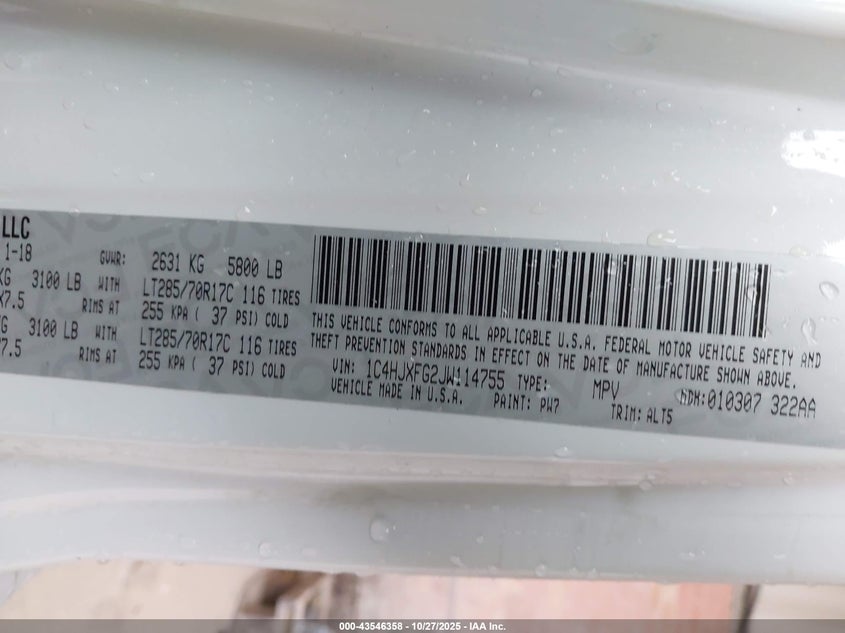 LLC
1-18 GVWR: 2631 KG 5800 LB
KG 3100 LB WITH LT285/70R17C 116 TIRES
X7.5 RIMS AT 255 KPA ( 37 PSI) COLD
KG 3100 LB WITH LT285/70R17C 116 TIRES
X7.5 RIMS AT 255 KPA ( 37 PSI) COLD
THIS VEHICLE CONFORMS TO ALL APPLICABLE U.S.A. FEDERAL MOTOR VEHICLE SAFETY AND
THEFT PREVENTION STANDARDS IN EFFECT ON THE DATE OF MANUFACTURE SHOWN ABOVE.
VIN: 1C4HJXFG2JW114755 TYPE: MPV MDH:010307 322AA
VEHICLE MADE IN U.S.A. PAINT: PW7 TRIM: ALT5
000-43546358 - 10/27/2025 - IAA Inc.